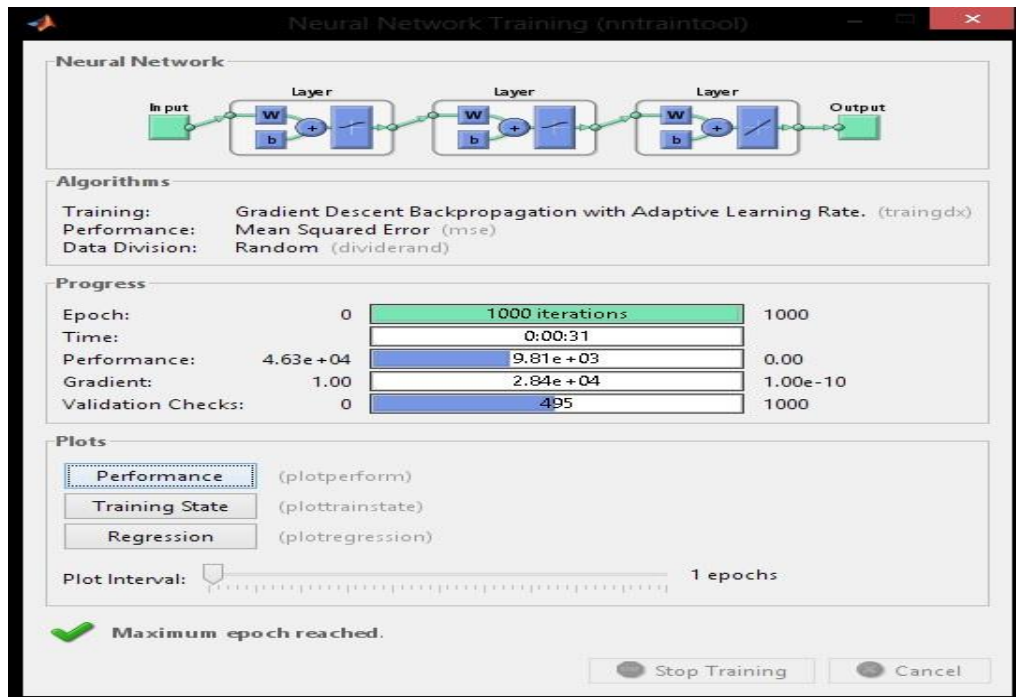 Neural Network Training (nntraintool)
Neural Network
Layer Layer Layer
Input Output
W W W
+ + +
b b b
Algorithms
Training: Gradient Descent Backpropagation with Adaptive Learning Rate. (traingdx)
Performance: Mean Squared Error (mse)
Data Division: Random (dividerand)
Progress
Epoch: 0 1000 iterations 1000
Time: 0:00:31
Performance: 4.63e+04 9.81e+03 0.00
Gradient: 1.00 2.84e+04 1.00e-10
Validation Checks: 0 495 1000
Plots
Performance (plotperform)
Training State (plottrainstate)
Regression (plotregression)
Plot Interval: 1 epochs
Maximum epoch reached.
Stop Training Cancel